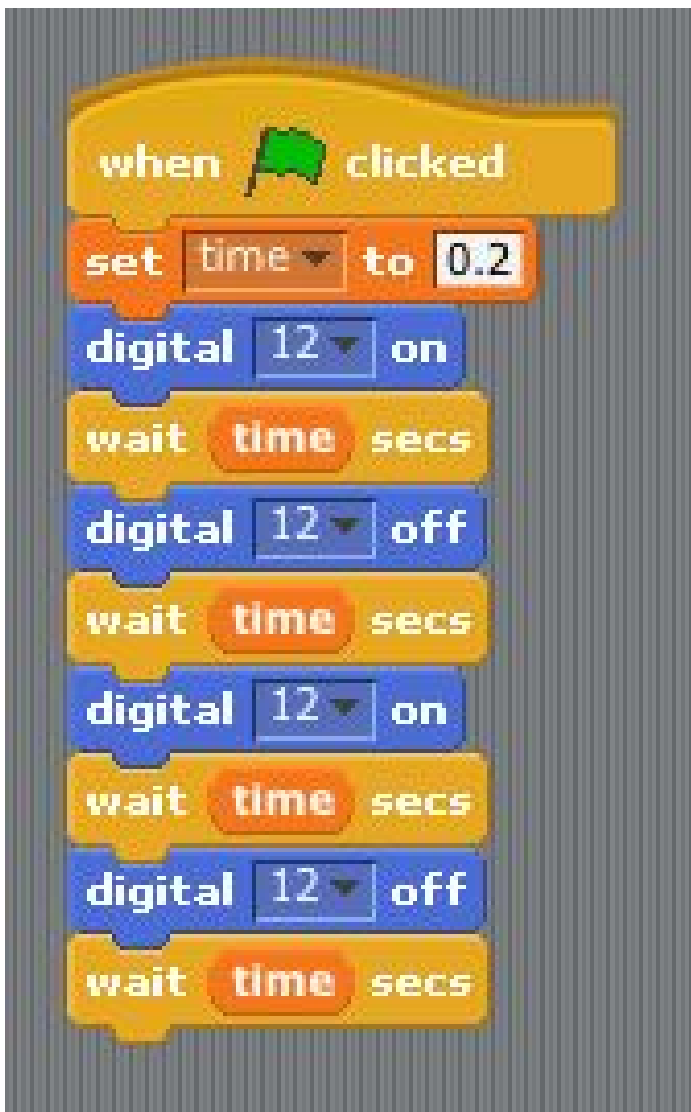 when clicked
set time to 0.2
digital 12 on
wait time secs
digital 12 off
wait time secs
digital 12 on
wait time secs
digital 12 off
wait time secs